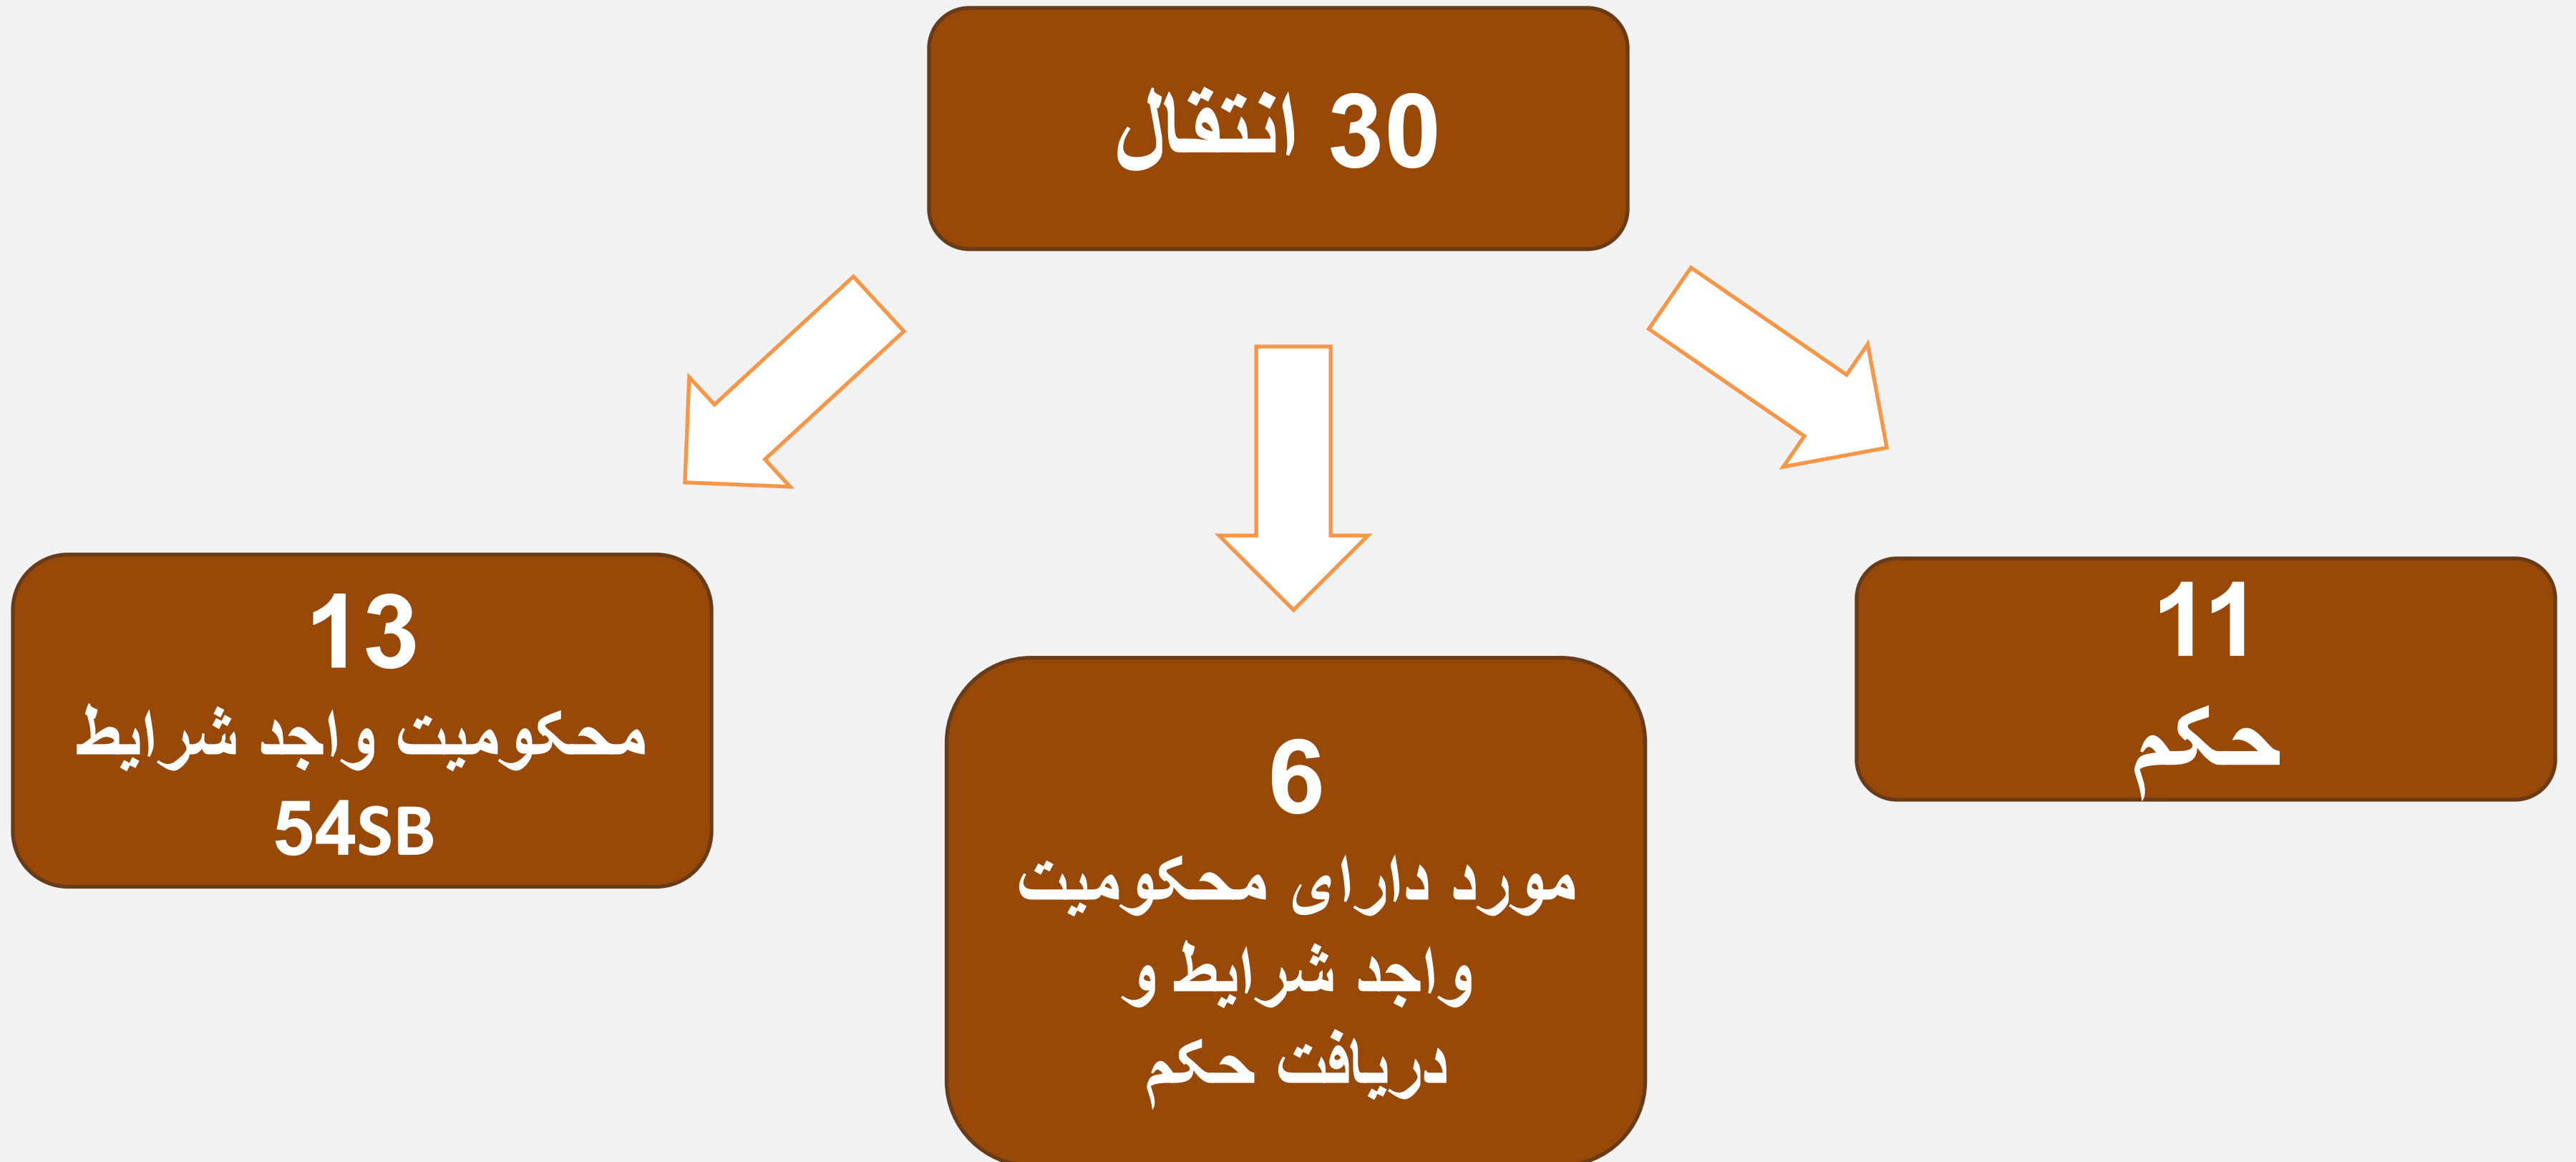 30 انتقال
11
حکم
6
مورد دارای محکومیت
واجد شرایط و
دریافت حکم
13
محکومیت واجد شرایط
54SB